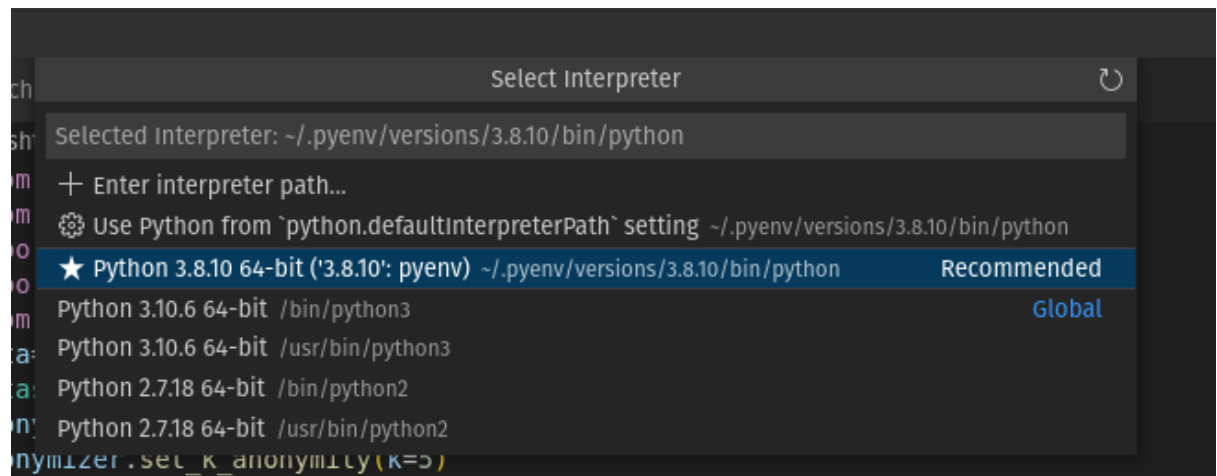 Select Interpreter
Selected Interpreter: ~/.pyenv/versions/3.8.10/bin/python
Enter interpreter path...
Use Python from `python.defaultInterpreterPath` setting ~/.pyenv/versions/3.8.10/bin/python
Python 3.8.10 64-bit ('3.8.10': pyenv) ~/.pyenv/versions/3.8.10/bin/python Recommended
Python 3.10.6 64-bit /bin/python3 Global
Python 3.10.6 64-bit /usr/bin/python3
Python 2.7.18 64-bit /bin/python2
Python 2.7.18 64-bit /usr/bin/python2
nymizer.set_k_anonymity(k=5)